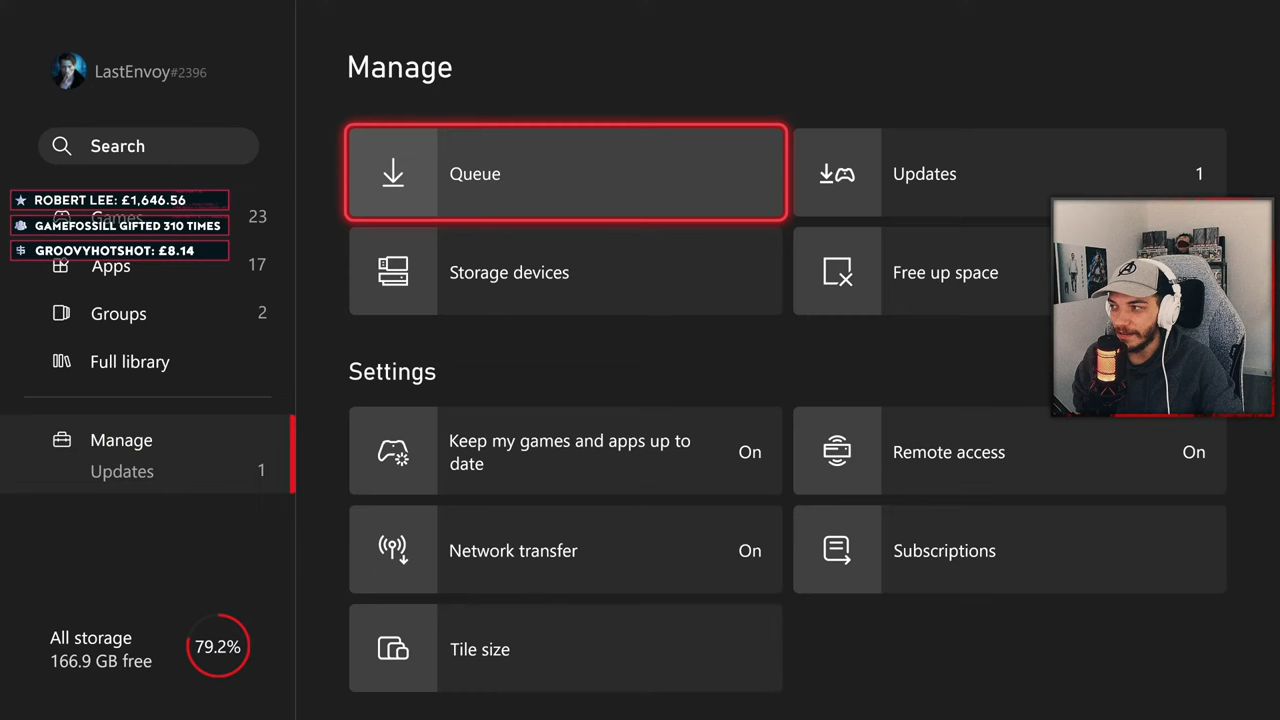 LastEnvoy#2396
Search
ROBERT LEE: £1,646.56
Games 23
GAMEFOSSILL GIFTED 310 TIMES
GROOVYHOTSHOT: £8.14
Apps 17
Groups 2
Full library
Manage
Updates 1
All storage
166.9 GB free
79.2%
Manage
Queue
Updates 1
Storage devices
Free up space
Settings
Keep my games and apps up to
date
On
Remote access On
Network transfer On
Subscriptions
Tile size